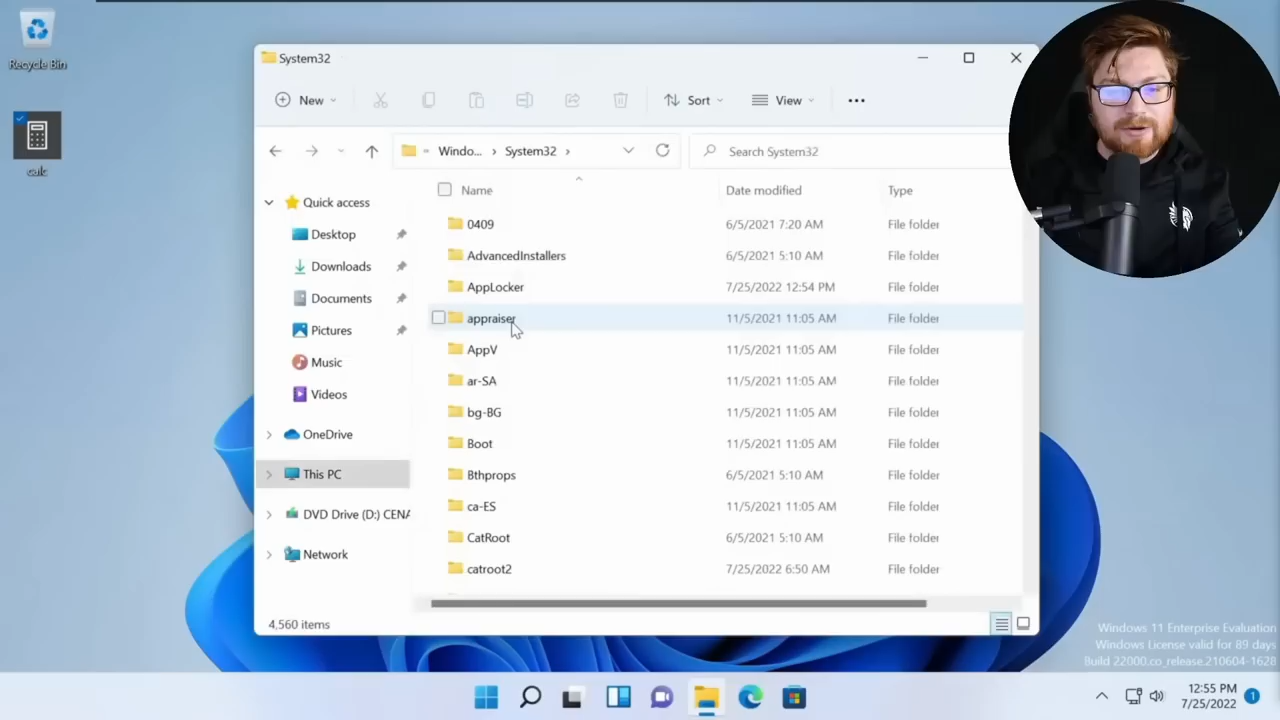 Recycle Bin
calc
System32
New
Sort
View
Windo...
System32
Search System32
Name
Date modified
Type
Quick access
Desktop
Downloads
Documents
Pictures
Music
Videos
OneDrive
This PC
DVD Drive (D:) CENA
Network
0409 6/5/2021 7:20 AM File folder
AdvancedInstallers 6/5/2021 5:10 AM File folder
AppLocker 7/25/2022 12:54 PM File folder
appraiser 11/5/2021 11:05 AM File folder
AppV 11/5/2021 11:05 AM File folder
ar-SA 11/5/2021 11:05 AM File folder
bg-BG 11/5/2021 11:05 AM File folder
Boot 11/5/2021 11:05 AM File folder
Bthprops 6/5/2021 5:10 AM File folder
ca-ES 11/5/2021 11:05 AM File folder
CatRoot 6/5/2021 5:10 AM File folder
catroot2 7/25/2022 6:50 AM File folder
4,560 items
Windows 11 Enterprise Evaluation
Windows License valid for 89 days
Build 22000.co_release.210604-1628
12:55 PM
7/25/2022
1